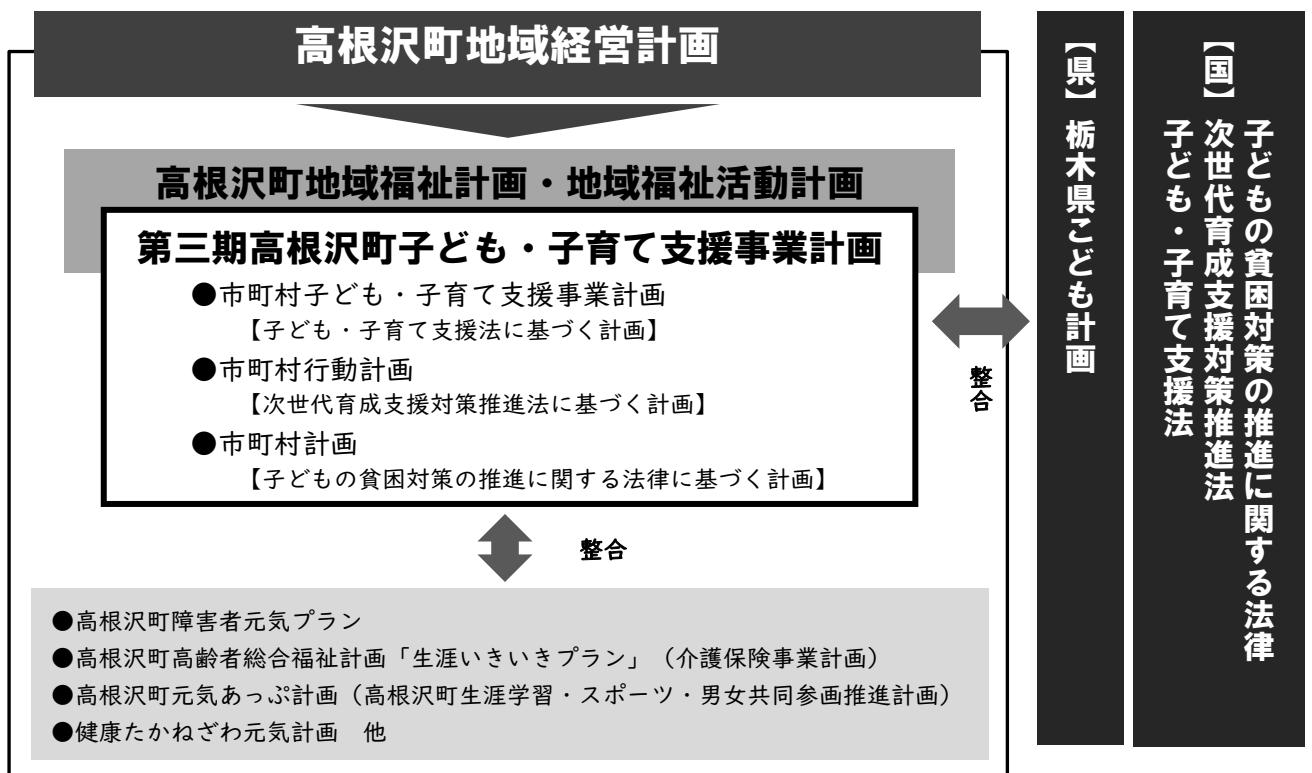 高根沢町地域経営計画
高根沢町地域福祉計画・地域福祉活動計画
第三期高根沢町子ども・子育て支援事業計画
●市町村子ども・子育て支援事業計画
【子ども・子育て支援法に基づく計画】
●市町村行動計画
【次世代育成支援対策推進法に基づく計画】
●市町村計画
【子どもの貧困対策の推進に関する法律に基づく計画】
整合
●高根沢町障害者元気プラン
●高根沢町高齢者総合福祉計画「生涯いきいきプラン」（介護保険事業計画）
●高根沢町元気あっぷ計画（高根沢町生涯学習・スポーツ・男女共同参画推進計画）
●健康たかねざわ元気計画　他
整合
【県】栃木県こども計画
【国】
子どもの貧困対策の推進に関する法律
次世代育成支援対策推進法
子ども・子育て支援法